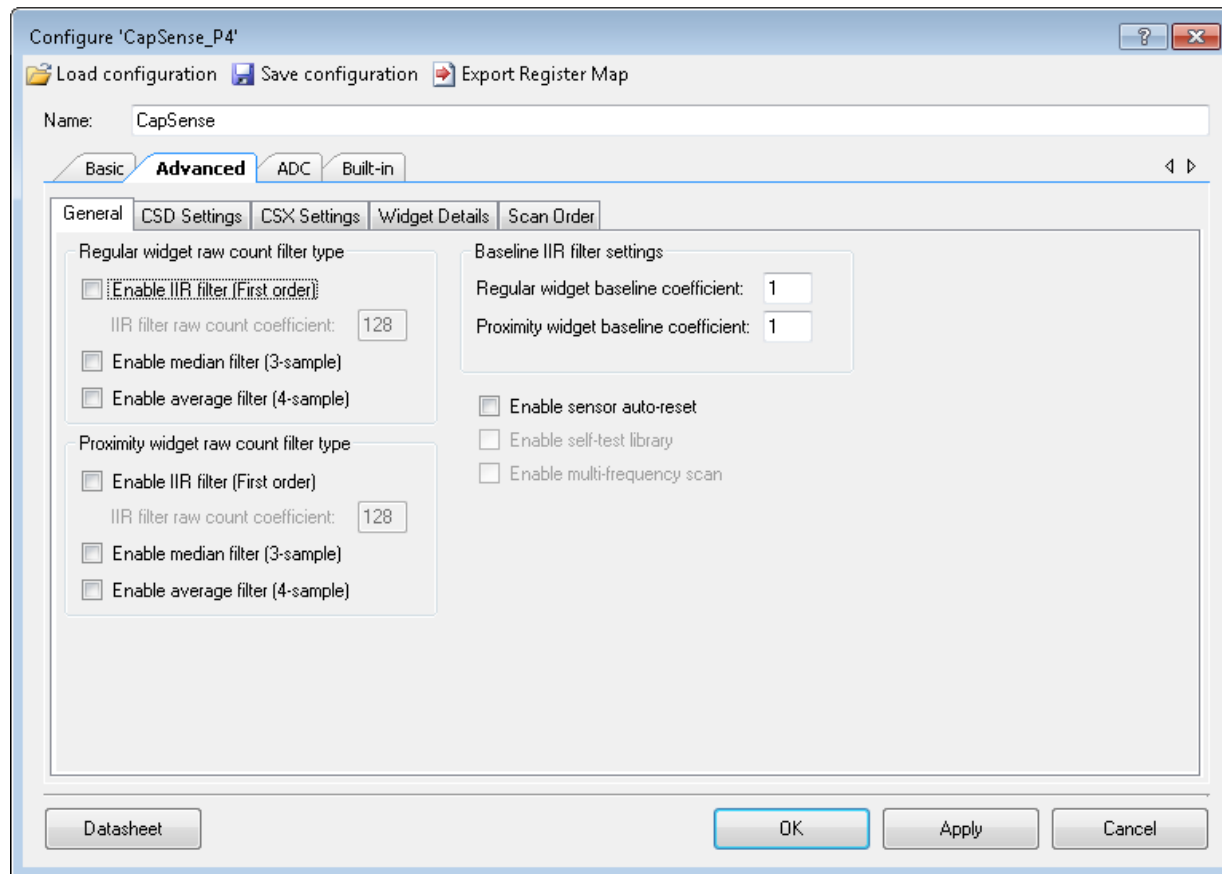 Configure 'CapSense_P4'
Load configuration Save configuration Export Register Map
Name: CapSense
Basic Advanced ADC Built-in
General CSD Settings CSX Settings Widget Details Scan Order
Regular widget raw count filter type
Enable IIR filter (First order)
IIR filter raw count coefficient: 128
Enable median filter (3-sample)
Enable average filter (4-sample)
Proximity widget raw count filter type
Enable IIR filter (First order)
IIR filter raw count coefficient: 128
Enable median filter (3-sample)
Enable average filter (4-sample)
Baseline IIR filter settings
Regular widget baseline coefficient: 1
Proximity widget baseline coefficient: 1
Enable sensor auto-reset
Enable self-test library
Enable multi-frequency scan
Datasheet OK Apply Cancel